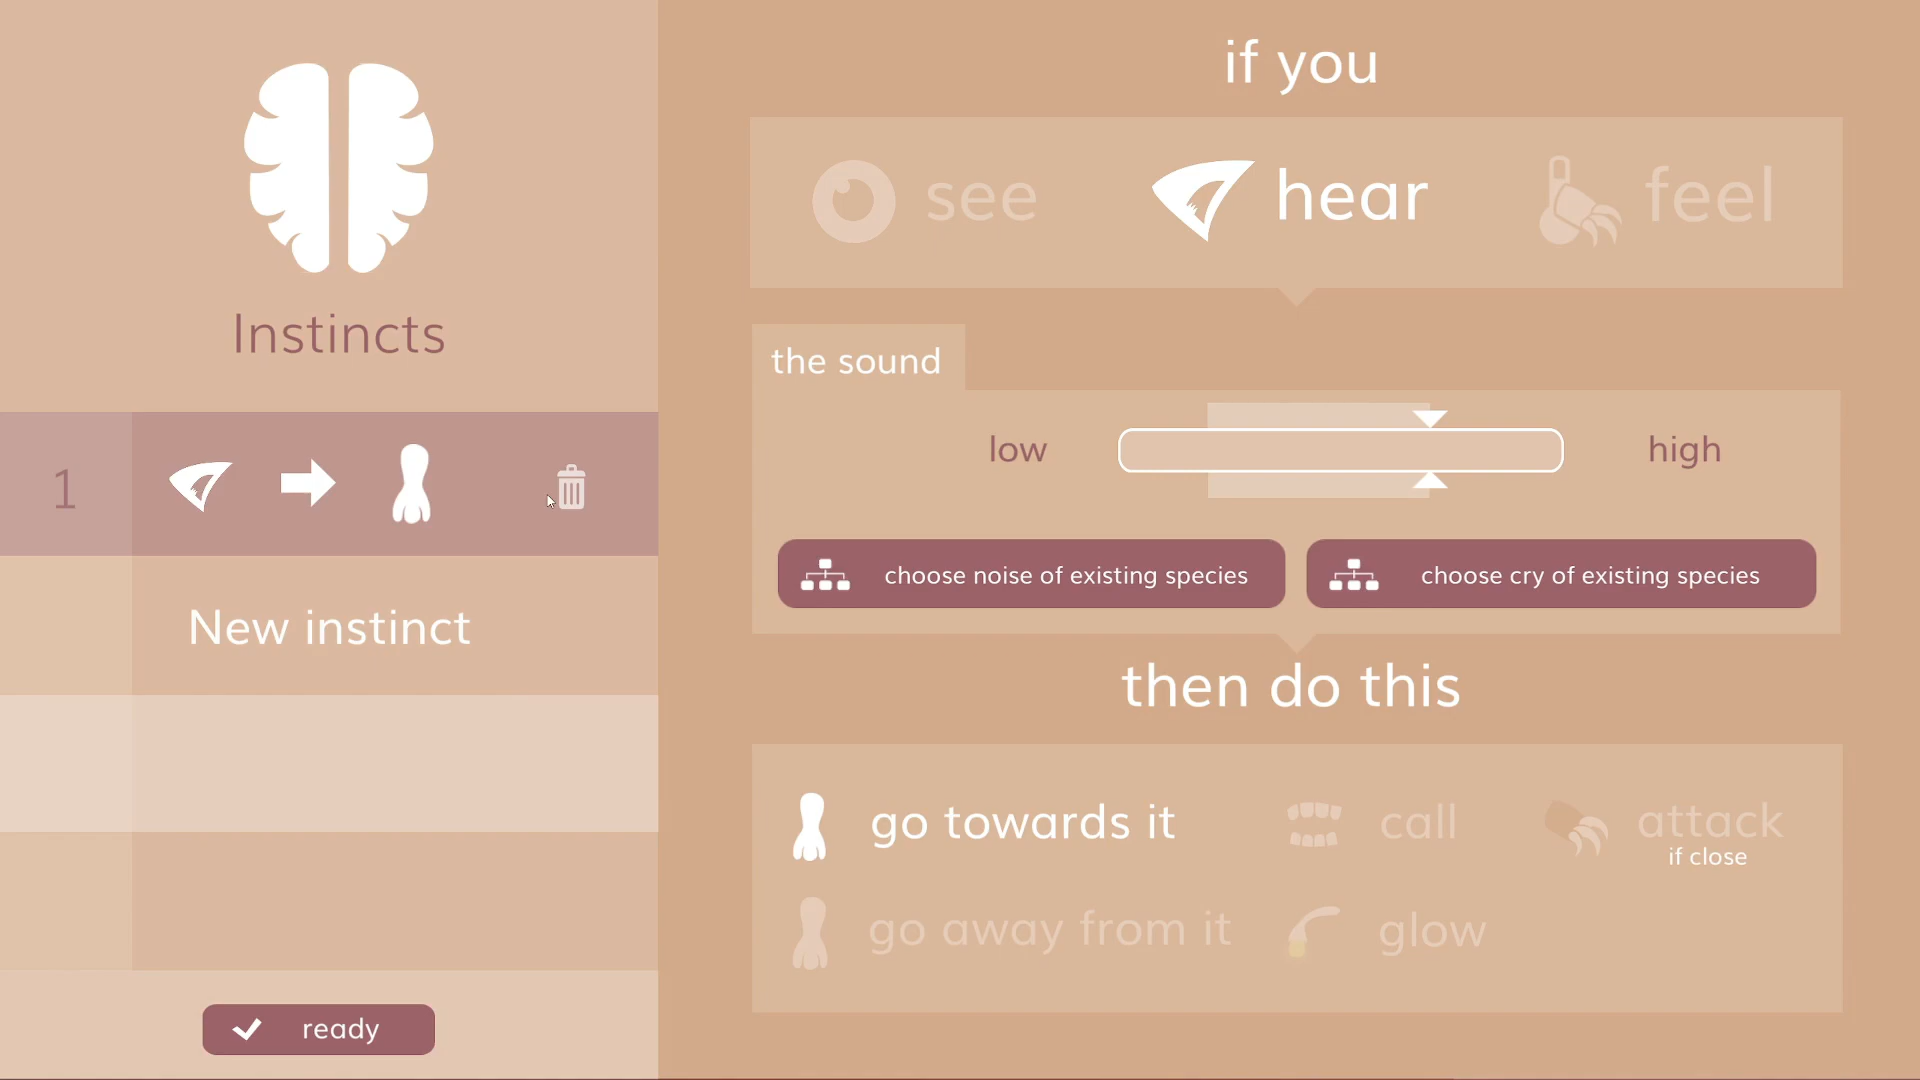 Instincts
1
New instinct
ready
if you
see hear feel
the sound
low high
choose noise of existing species choose cry of existing species
then do this
go towards it call attack
if close
go away from it glow